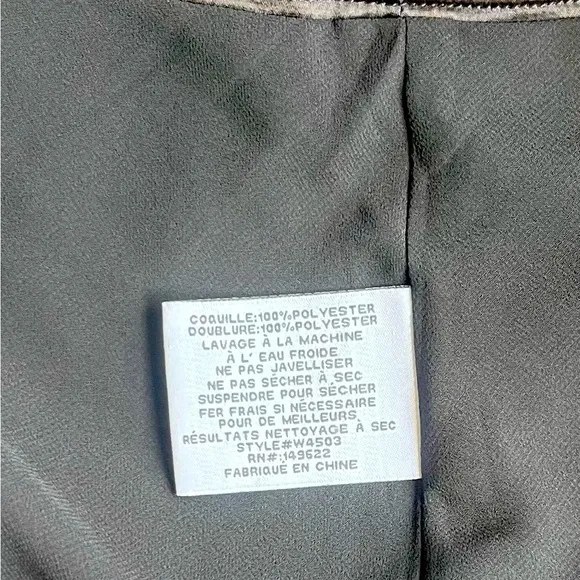 COQUILLE:100%POLYESTER
DOUBLURE:100%POLYESTER
LAVAGE À LA MACHINE
À L' EAU FROIDE
NE PAS JAVELLISER
NE PAS SÉCHER À SEC
SUSPENDRE POUR SÉCHER
FER FRAIS SI NÉCESSAIRE
POUR DE MEILLEURS
RÉSULTATS NETTOYAGE À SEC
STYLE#W4503
RN#:149622
FABRIQUÉ EN CHINE